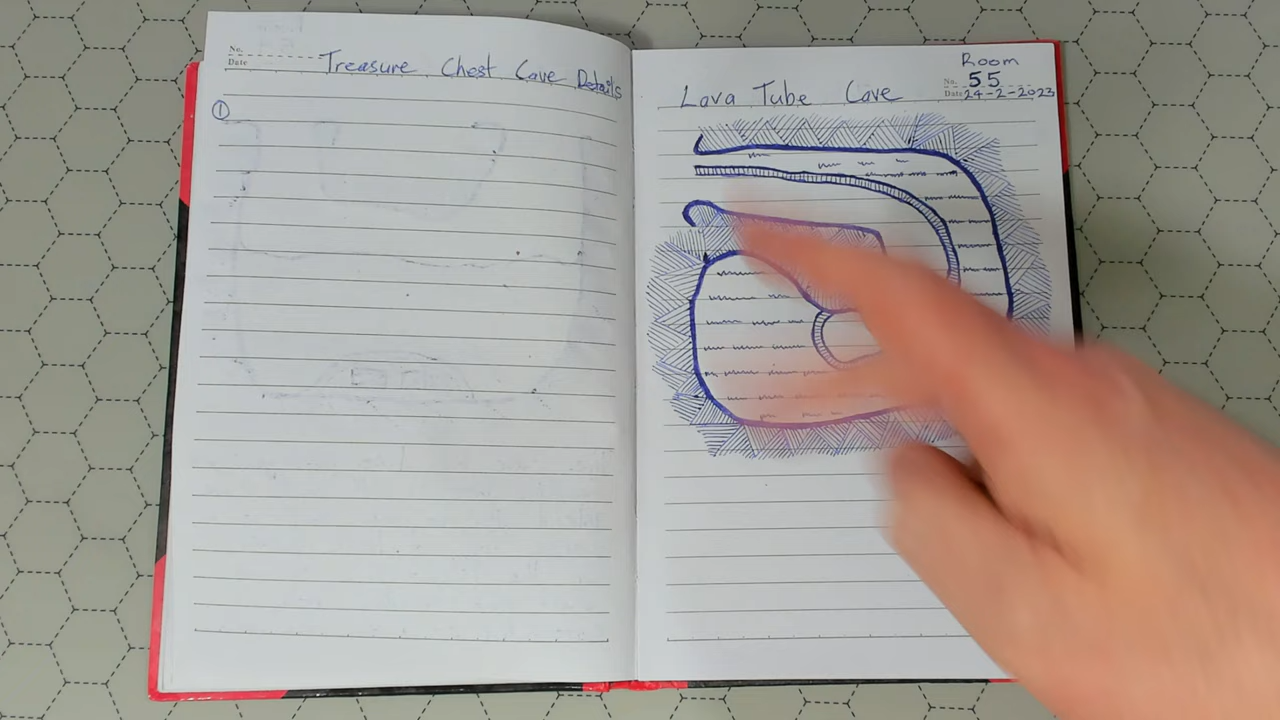 No.
Date
Treasure Chest Cave Details
①
Room
No. 55
Date 24-2-2023
Lava Tube Cave